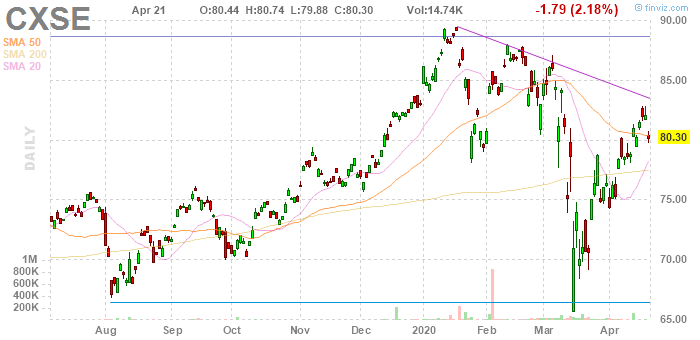 CXSE
Apr 21 O:80.44 H:80.74 L:79.88 C:80.30 Vol:14.74K -1.79 (2.18%)
© finviz.com
SMA 50
SMA 200
SMA 20
DAILY
90.00
85.00
80.30
75.00
70.00
65.00
1M
800K
600K
400K
200K
Aug Sep Oct Nov Dec 2020 Feb Mar Apr